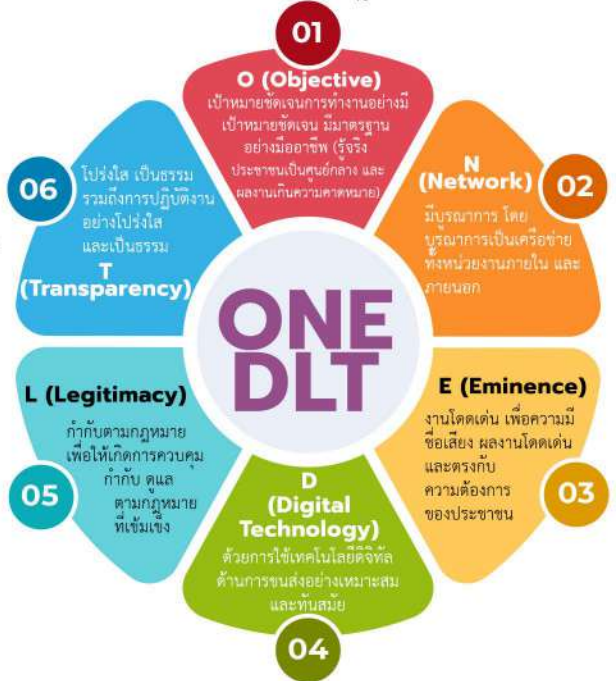 01
O (Objective)
เป้าหมายชัดเจนการทำงานอย่างมี
เป้าหมายชัดเจน มีมาตรฐาน
อย่างมืออาชีพ (รู้จริง
ประชาชนเป็นศูนย์กลาง และ
ผลงานเกินความคาดหมาย)
02
N
(Network)
มีบูรณาการ โดย
บูรณาการเป็นเครือข่าย
ทั้งหน่วยงานภายใน และ
ภายนอก
E (Eminence)
งานโดดเด่น เพื่อความมี
ชื่อเสียง ผลงานโดดเด่น
และตรงกับ
ความต้องการ
ของประชาชน
03
D
(Digital
Technology)
ด้วยการใช้เทคโนโลยีดิจิทัล
ด้านการขนส่งอย่างเหมาะสม
และทันสมัย
04
L (Legitimacy)
กำกับตามกฎหมาย
เพื่อให้เกิดการควบคุม
กำกับ ดูแล
ตามกฎหมาย
ที่เข้มแข็ง
05
06
โปร่งใส เป็นธรรม
รวมถึงการปฏิบัติงาน
อย่างโปร่งใส
และเป็นธรรม
T
(Transparency)
ONE
DLT